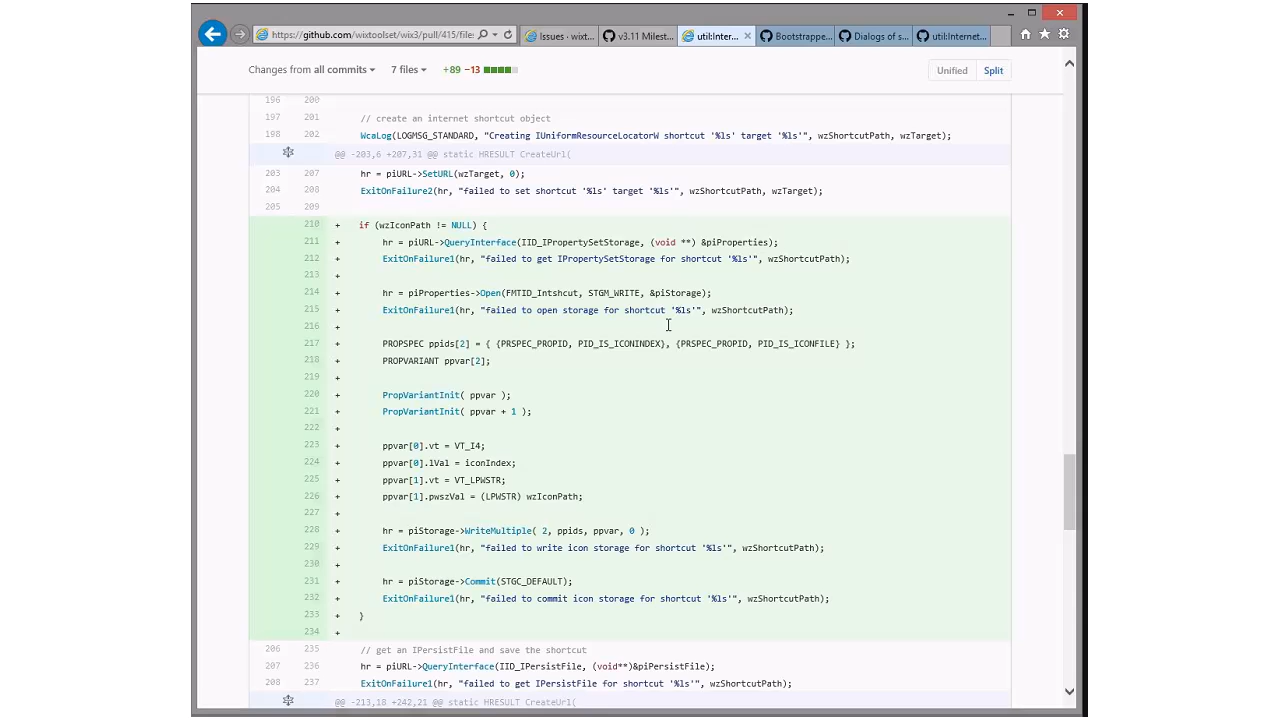 https://github.com/wixtoolset/wix3/pull/415/files
Issues · wixt...
v3.11 Milest...
util:Inter...
Bootstrappe...
Dialogs of s...
util:Internet...
Changes from all commits
7 files
+89 −13
Unified
Split
196 200
197 201 // create an internet shortcut object
198 202 WcaLog(LOGMSG_STANDARD, "Creating IUniformResourceLocatorW shortcut '%ls' target '%ls'", wzShortcutPath, wzTarget);
@@ -203,6 +207,31 @@ static HRESULT CreateUrl(
203 207 hr = piURL->SetURL(wzTarget, 0);
204 208 ExitOnFailure2(hr, "failed to set shortcut '%ls' target '%ls'", wzShortcutPath, wzTarget);
205 209
210 + if (wzIconPath != NULL) {
211 + hr = piURL->QueryInterface(IID_IPropertySetStorage, (void **) &piProperties);
212 + ExitOnFailure1(hr, "failed to get IPropertySetStorage for shortcut '%ls'", wzShortcutPath);
213 +
214 + hr = piProperties->Open(FMTID_Intshcut, STGM_WRITE, &piStorage);
215 + ExitOnFailure1(hr, "failed to open storage for shortcut '%ls'", wzShortcutPath);
216 +
217 + PROPSPEC ppids[2] = { {PRSPEC_PROPID, PID_IS_ICONINDEX}, {PRSPEC_PROPID, PID_IS_ICONFILE} };
218 + PROPVARIANT ppvar[2];
219 +
220 + PropVariantInit( ppvar );
221 + PropVariantInit( ppvar + 1 );
222 +
223 + ppvar[0].vt = VT_I4;
224 + ppvar[0].lVal = iconIndex;
225 + ppvar[1].vt = VT_LPWSTR;
226 + ppvar[1].pwszVal = (LPWSTR) wzIconPath;
227 +
228 + hr = piStorage->WriteMultiple( 2, ppids, ppvar, 0 );
229 + ExitOnFailure1(hr, "failed to write icon storage for shortcut '%ls'", wzShortcutPath);
230 +
231 + hr = piStorage->Commit(STGC_DEFAULT);
232 + ExitOnFailure1(hr, "failed to commit icon storage for shortcut '%ls'", wzShortcutPath);
233 + }
234 +
206 235 // get an IPersistFile and save the shortcut
207 236 hr = piURL->QueryInterface(IID_IPersistFile, (void**)&piPersistFile);
208 237 ExitOnFailure1(hr, "failed to get IPersistFile for shortcut '%ls'", wzShortcutPath);
@@ -213,18 +242,21 @@ static HRESULT CreateUrl(